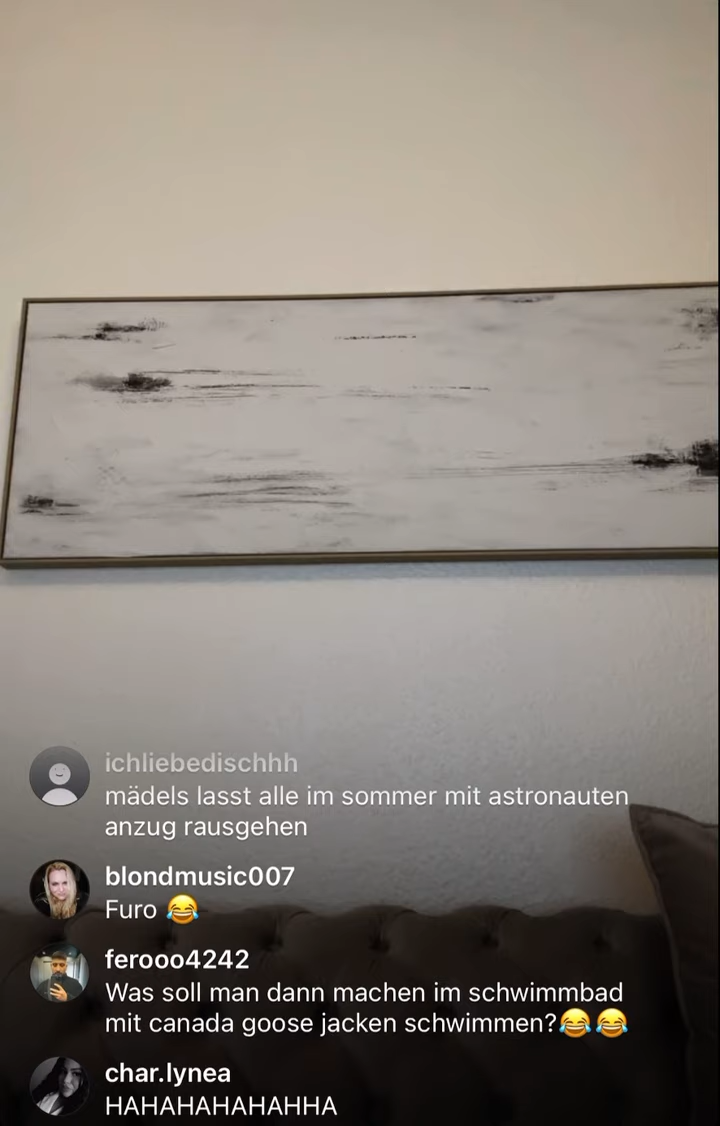 ichliebedischhh
mädels lasst alle im sommer mit astronauten
anzug rausgehen
blondmusic007
Furo 😂
ferooo4242
Was soll man dann machen im schwimmbad
mit canada goose jacken schwimmen?😂😂
char.lynea
HAHAHAHAHAHHA